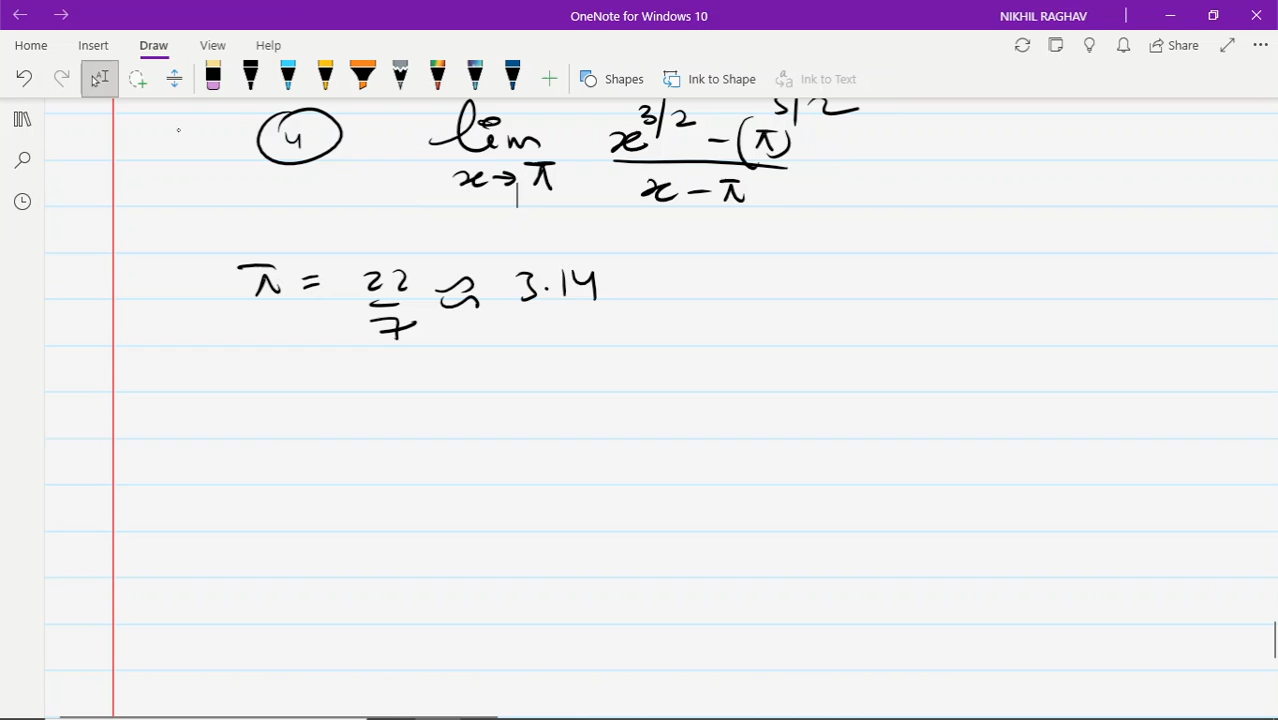 OneNote for Windows 10
NIKHIL RAGHAV
Home Insert Draw View Help
Share
Shapes Ink to Shape Ink to Text
4 lim x→π (x^3/2 - (π)^3/2) / (x - π)
π = 22/7 ≈ 3.14